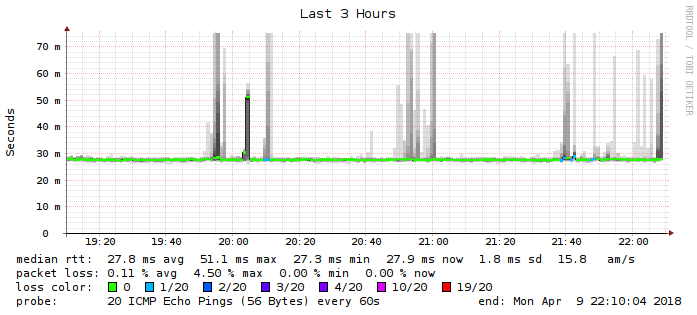 Last 3 Hours
RRDTOOL / TOBI OETIKER
Seconds
70 m
60 m
50 m
40 m
30 m
20 m
10 m
0
19:20 19:40 20:00 20:20 20:40 21:00 21:20 21:40 22:00
median rtt: 27.8 ms avg 51.1 ms max 27.3 ms min 27.9 ms now 1.8 ms sd 15.8 am/s
packet loss: 0.11 % avg 4.50 % max 0.00 % min 0.00 % now
loss color: 0 1/20 2/20 3/20 4/20 10/20 19/20
probe: 20 ICMP Echo Pings (56 Bytes) every 60s end: Mon Apr 9 22:10:04 2018